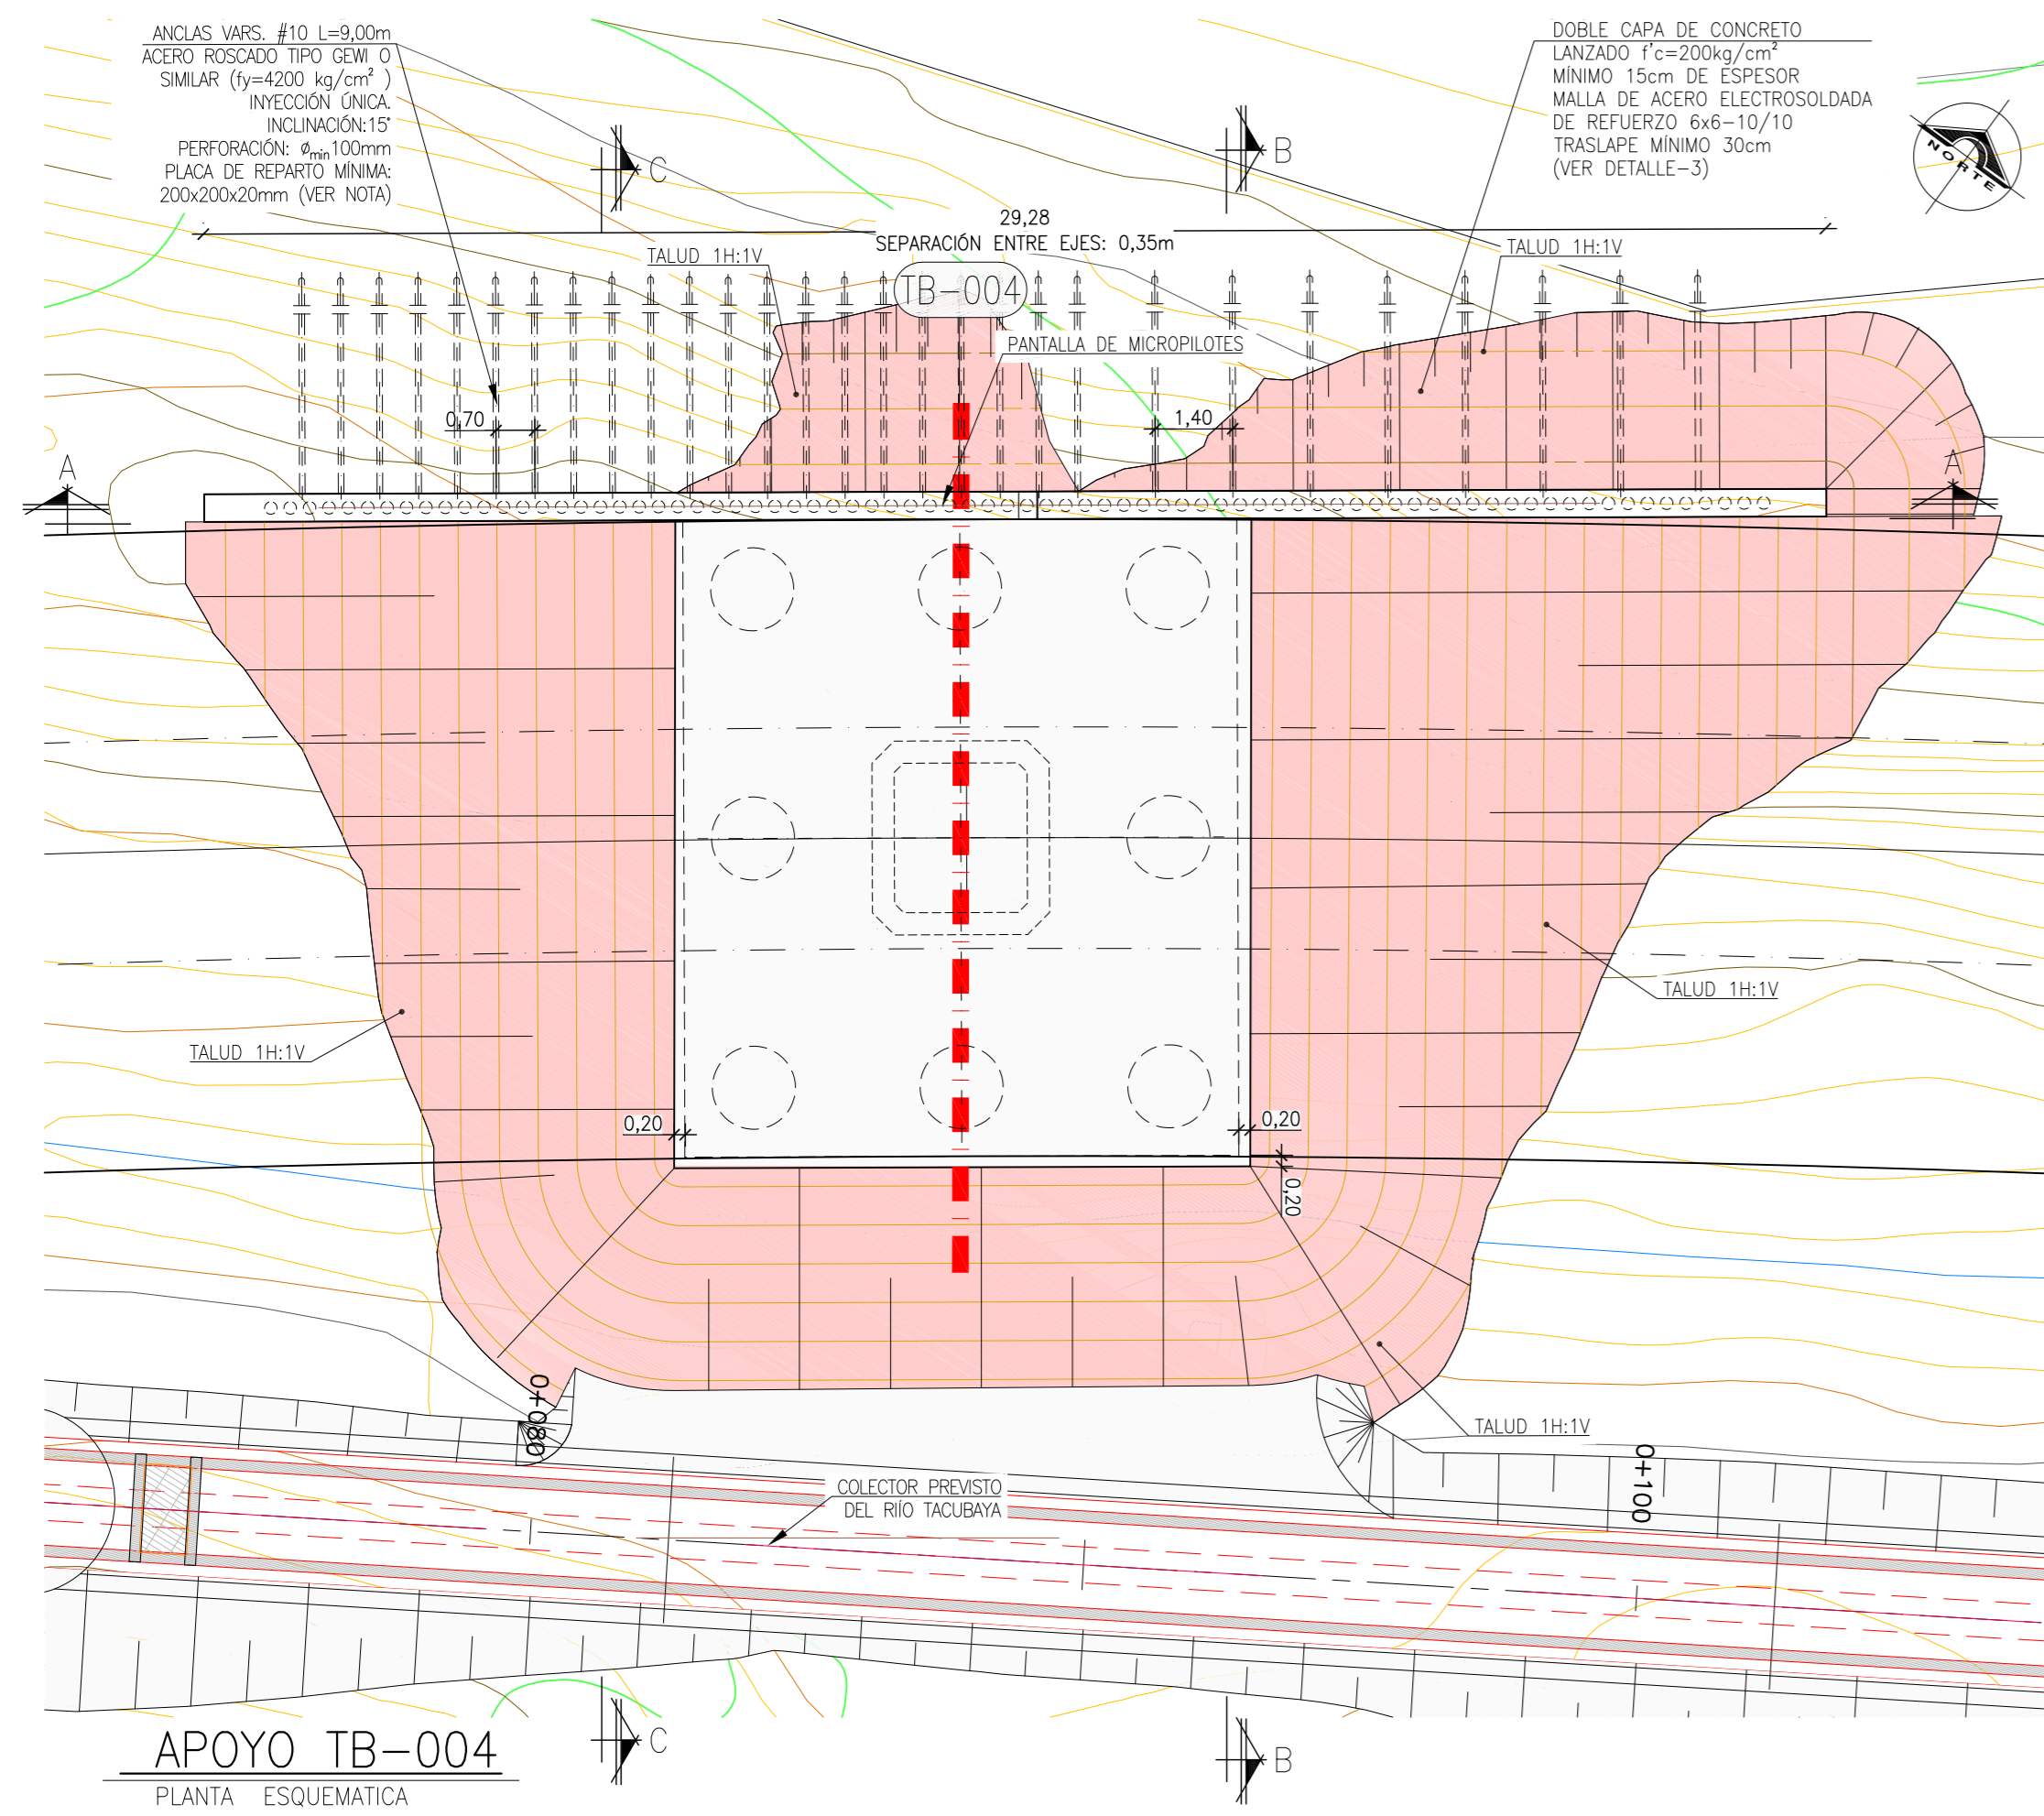 ANCLAS VARS. #10 L=9,00m
ACERO ROSCADO TIPO GEWI O
SIMILAR (fy=4200 kg/cm² )
INYECCIÓN ÚNICA.
INCLINACIÓN:15°
PERFORACIÓN: Ømin100mm
PLACA DE REPARTO MÍNIMA:
200x200x20mm (VER NOTA)
DOBLE CAPA DE CONCRETO
LANZADO f'c=200kg/cm²
MÍNIMO 15cm DE ESPESOR
MALLA DE ACERO ELECTROSOLDADA
DE REFUERZO 6x6-10/10
TRASLAPE MÍNIMO 30cm
(VER DETALLE-3)
NORTE
C
B
29,28
SEPARACIÓN ENTRE EJES: 0,35m
TALUD 1H:1V
TALUD 1H:1V
TB-004
PANTALLA DE MICROPILOTES
0,70
1,40
A
A
TALUD 1H:1V
TALUD 1H:1V
0,20
0,20
0,20
0+080
TALUD 1H:1V
0+100
COLECTOR PREVISTO
DEL RIÍO TACUBAYA
C
B
APOYO TB-004
PLANTA ESQUEMATICA